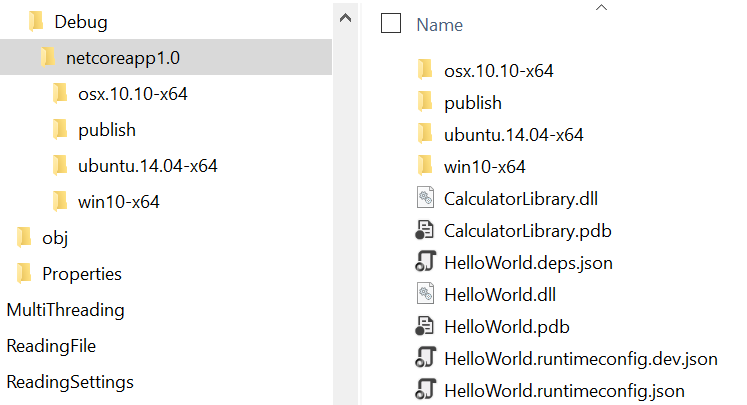 Debug
netcoreapp1.0
osx.10.10-x64
publish
ubuntu.14.04-x64
win10-x64
obj
Properties
MultiThreading
ReadingFile
ReadingSettings
Name
osx.10.10-x64
publish
ubuntu.14.04-x64
win10-x64
CalculatorLibrary.dll
CalculatorLibrary.pdb
HelloWorld.deps.json
HelloWorld.dll
HelloWorld.pdb
HelloWorld.runtimeconfig.dev.json
HelloWorld.runtimeconfig.json